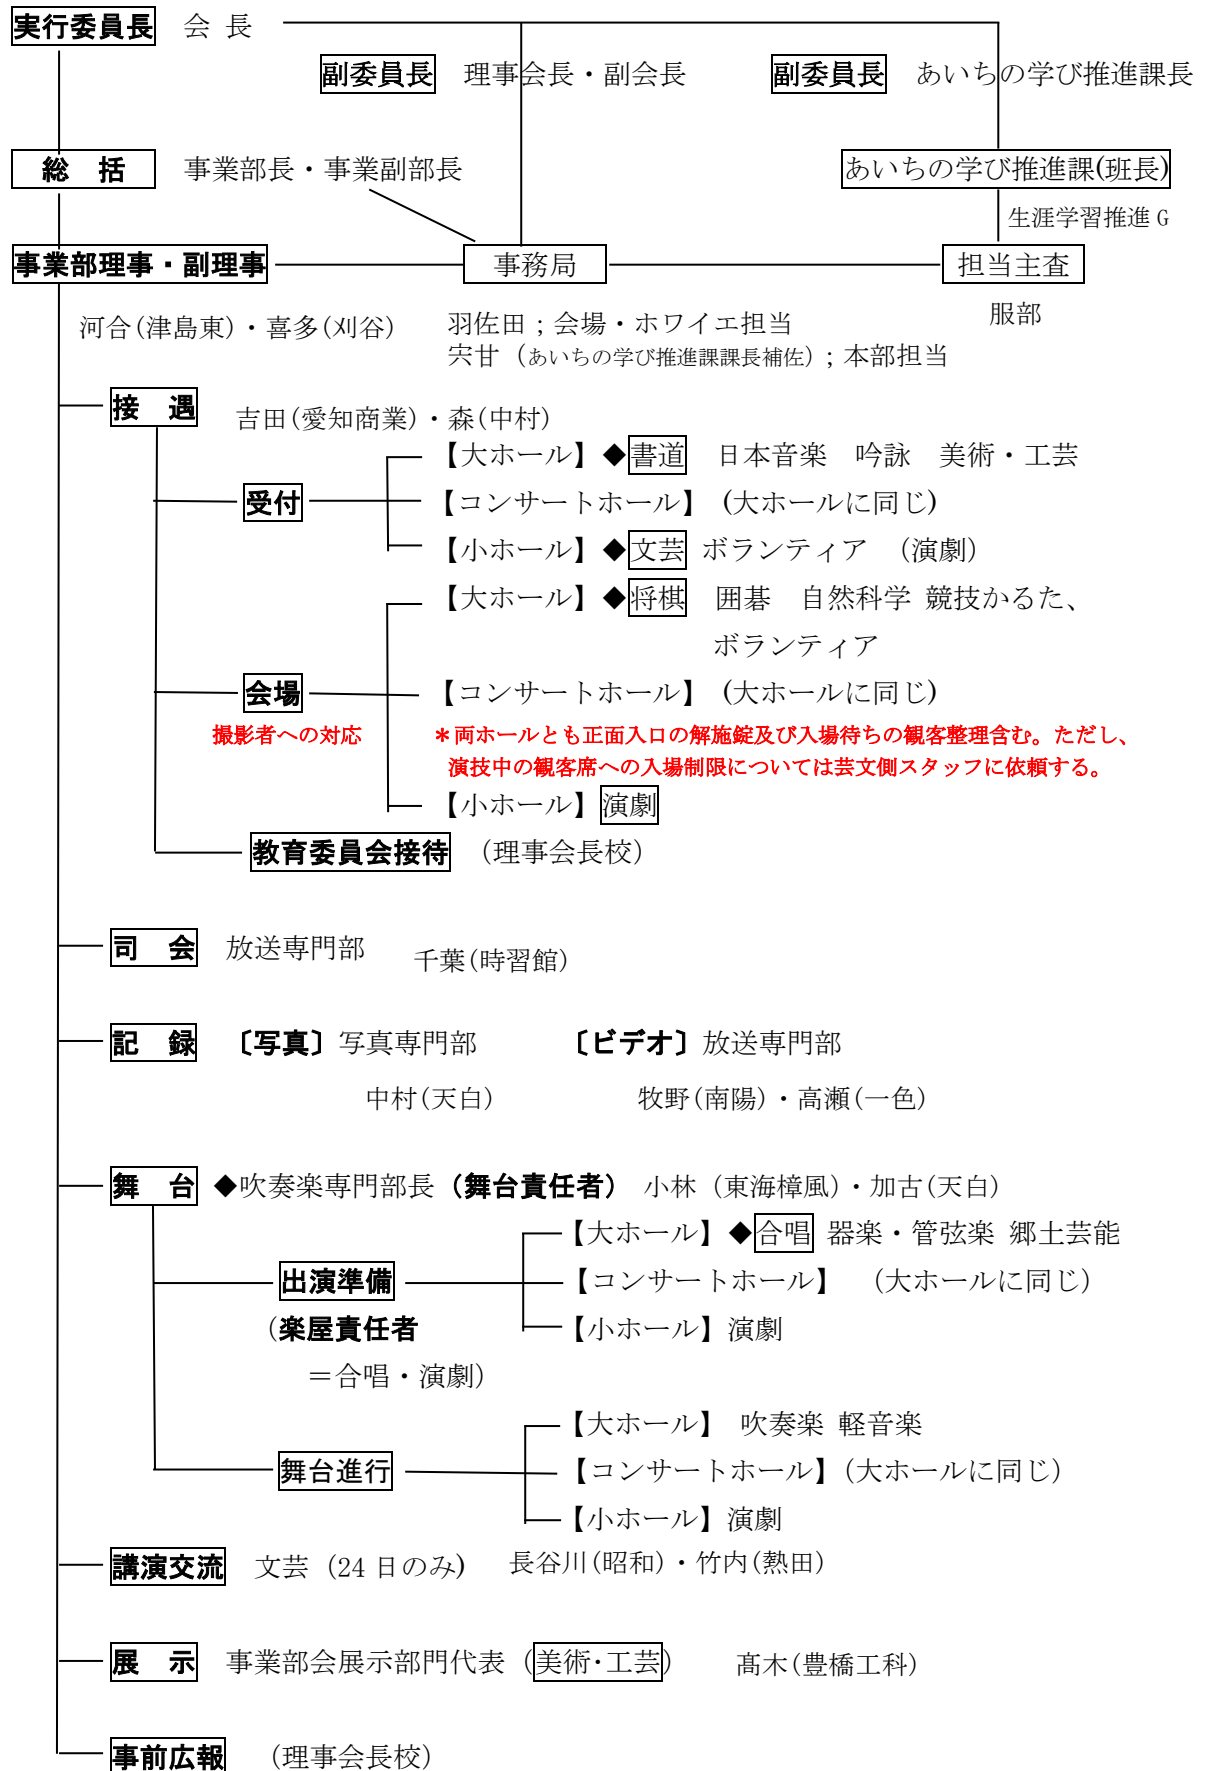 実行委員長 会 長
副委員長 理事会長・副会長 副委員長 あいちの学び推進課長
総 括 事業部長・事業副部長 あいちの学び推進課(班長)
生涯学習推進 G
事業部理事・副理事 事務局 担当主査
河合(津島東)・喜多(刈谷) 羽佐田；会場・ホワイエ担当 服部
宍甘（あいちの学び推進課課長補佐）；本部担当
接 遇 吉田(愛知商業)・森(中村)
【大ホール】◆書道 日本音楽 吟詠 美術・工芸
受付 【コンサートホール】（大ホールに同じ）
【小ホール】◆文芸 ボランティア （演劇）
【大ホール】◆将棋 囲碁 自然科学 競技かるた、
ボランティア
会場 【コンサートホール】（大ホールに同じ）
撮影者への対応 ＊両ホールとも正面入口の解施錠及び入場待ちの観客整理含む。ただし、
演技中の観客席への入場制限については芸文側スタッフに依頼する。
【小ホール】演劇
教育委員会接待 （理事会長校）
司 会 放送専門部 千葉(時習館)
記 録 〔写真〕写真専門部 〔ビデオ〕放送専門部
中村(天白) 牧野(南陽)・高瀬(一色)
舞 台 ◆吹奏楽専門部長（舞台責任者） 小林（東海樟風)・加古(天白)
【大ホール】◆合唱 器楽・管弦楽 郷土芸能
出演準備 【コンサートホール】 （大ホールに同じ）
（楽屋責任者 【小ホール】演劇
＝合唱・演劇）
【大ホール】 吹奏楽 軽音楽
舞台進行 【コンサートホール】（大ホールに同じ）
【小ホール】演劇
講演交流 文芸（24 日のみ） 長谷川(昭和)・竹内(熱田)
展 示 事業部会展示部門代表（美術・工芸） 髙木(豊橋工科)
事前広報 （理事会長校）